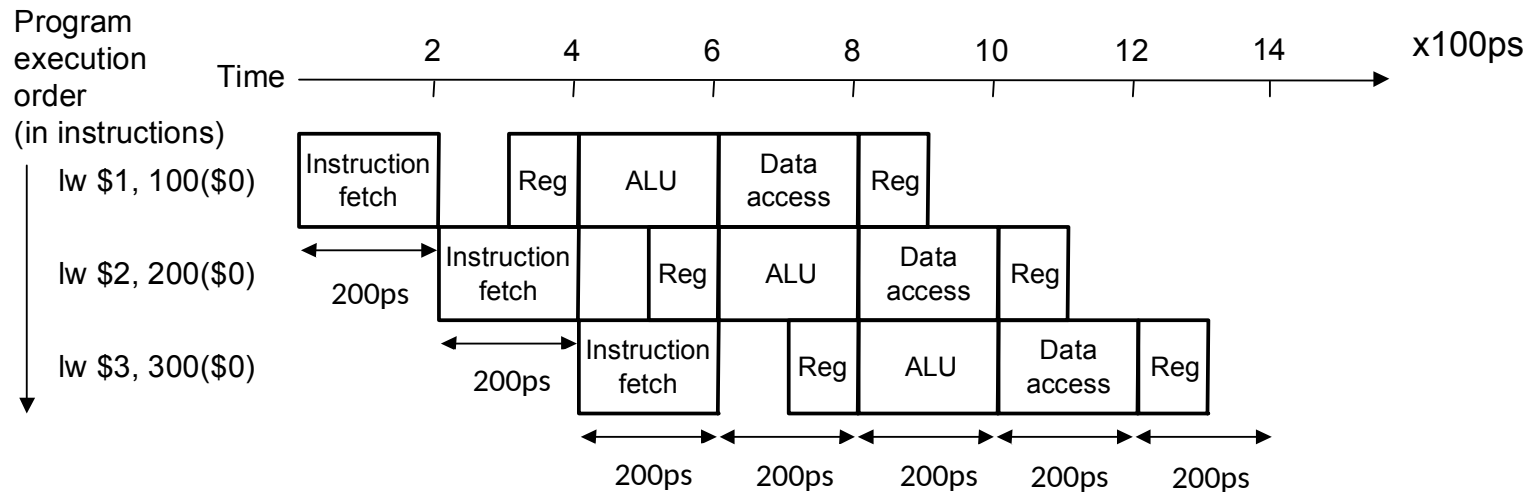 Program
execution
order
(in instructions)
Time
2 4 6 8 10 12 14
x100ps
lw $1, 100($0)
Instruction
fetch
Reg
ALU
Data
access
Reg
200ps
lw $2, 200($0)
Instruction
fetch
Reg
ALU
Data
access
Reg
200ps
lw $3, 300($0)
Instruction
fetch
Reg
ALU
Data
access
Reg
200ps 200ps 200ps 200ps 200ps